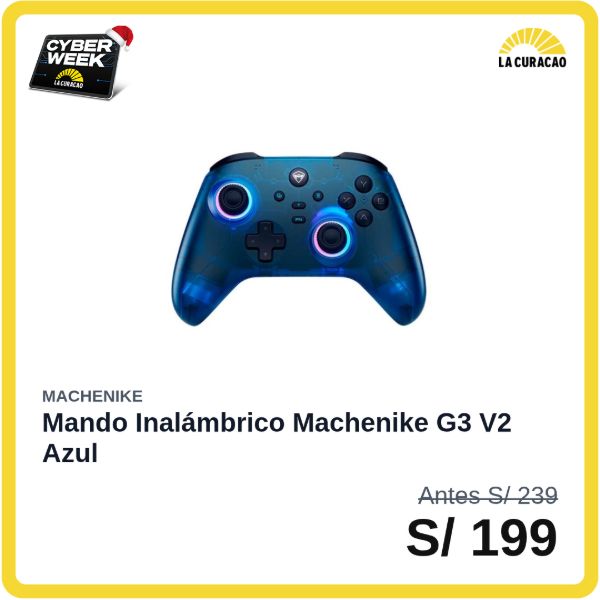 CYBER
WEEK
LA CURACAO
LA CURACAO
MACHENIKE
Mando Inalámbrico Machenike G3 V2
Azul
Antes S/ 239
S/ 199